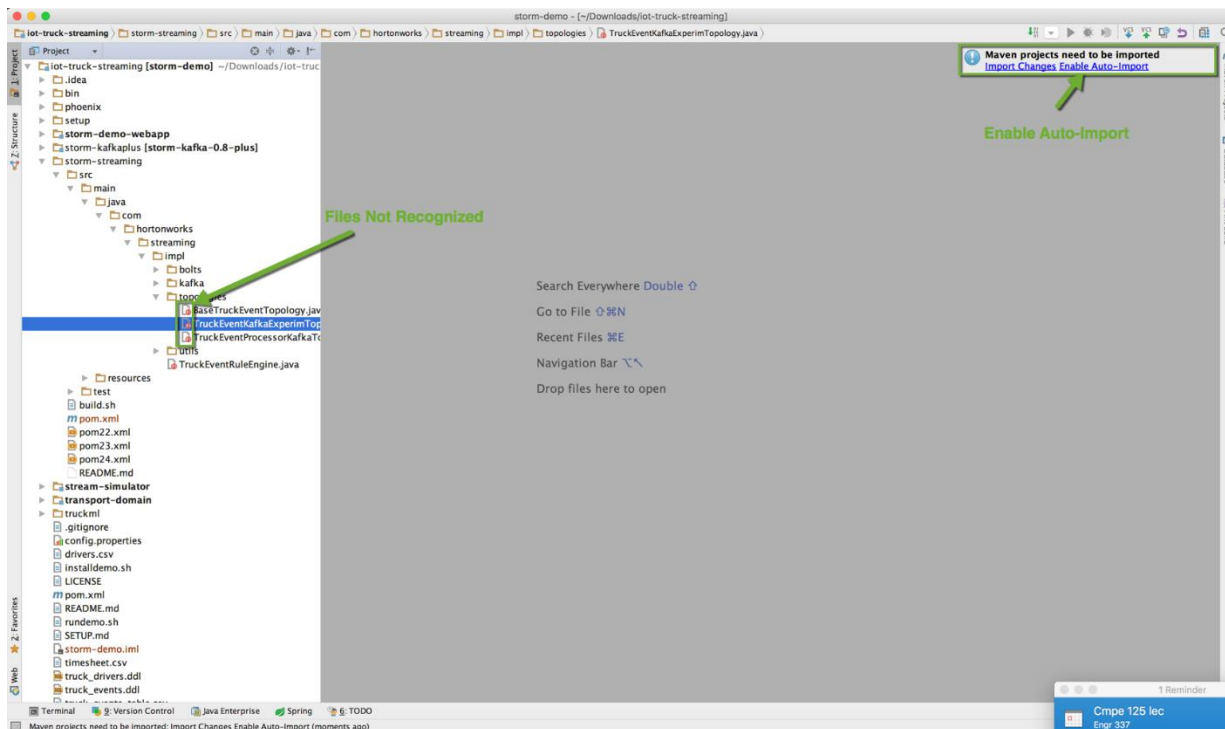 storm-demo - [~/Downloads/iot-truck-streaming]
iot-truck-streaming storm-streaming src main java com hortonworks streaming impl topologies TruckEventKafkaExperimTopology.java
Project
1: Project
Z: Structure
2: Favorites
Web
iot-truck-streaming [storm-demo] ~/Downloads/iot-truc
.idea
bin
phoenix
setup
storm-demo-webapp
storm-kafkaplus [storm-kafka-0.8-plus]
storm-streaming
src
main
java
com
hortonworks
streaming
impl
bolts
kafka
topologies
BaseTruckEventTopology.jav
TruckEventKafkaExperimTop
TruckEventProcessorKafkaTo
utils
TruckEventRuleEngine.java
resources
test
build.sh
pom.xml
pom22.xml
pom23.xml
pom24.xml
README.md
stream-simulator
transport-domain
truckml
.gitignore
config.properties
drivers.csv
installdemo.sh
LICENSE
pom.xml
README.md
rundemo.sh
SETUP.md
storm-demo.iml
timesheet.csv
truck_drivers.ddl
truck_events.ddl
Files Not Recognized
Search Everywhere Double ⇧
Go to File ⇧⌘N
Recent Files ⌘E
Navigation Bar ⌥↖
Drop files here to open
Maven projects need to be imported
Import Changes Enable Auto-Import
Enable Auto-Import
Terminal 9: Version Control Java Enterprise Spring 6: TODO
Maven projects need to be imported: Import Changes Enable Auto-Import (moments ago)
1 Reminder
Cmpe 125 lec
Engr 337